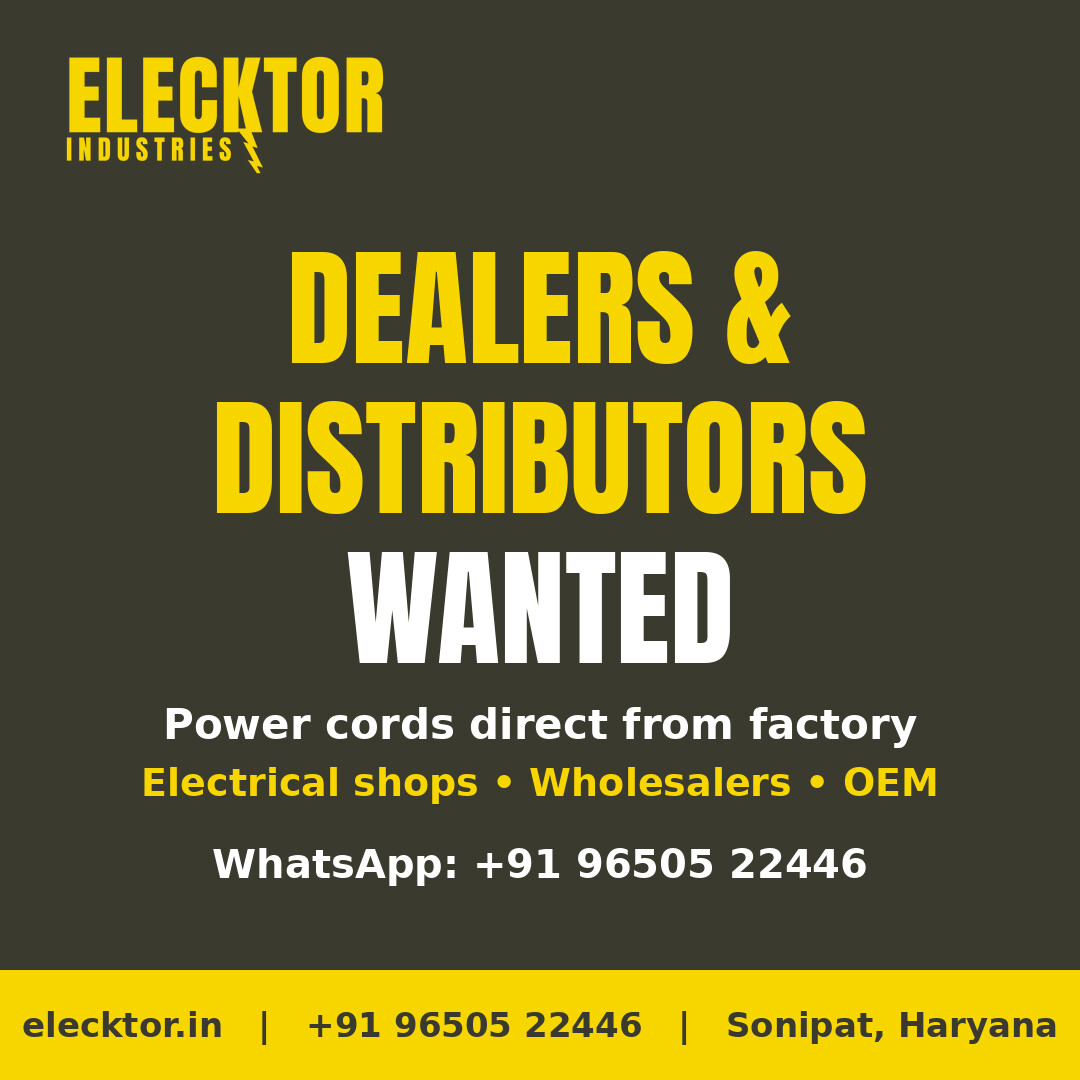 ELECKTOR
INDUSTRIES
DEALERS &
DISTRIBUTORS
WANTED
Power cords direct from factory
Electrical shops • Wholesalers • OEM
WhatsApp: +91 96505 22446
elecktor.in | +91 96505 22446 | Sonipat, Haryana